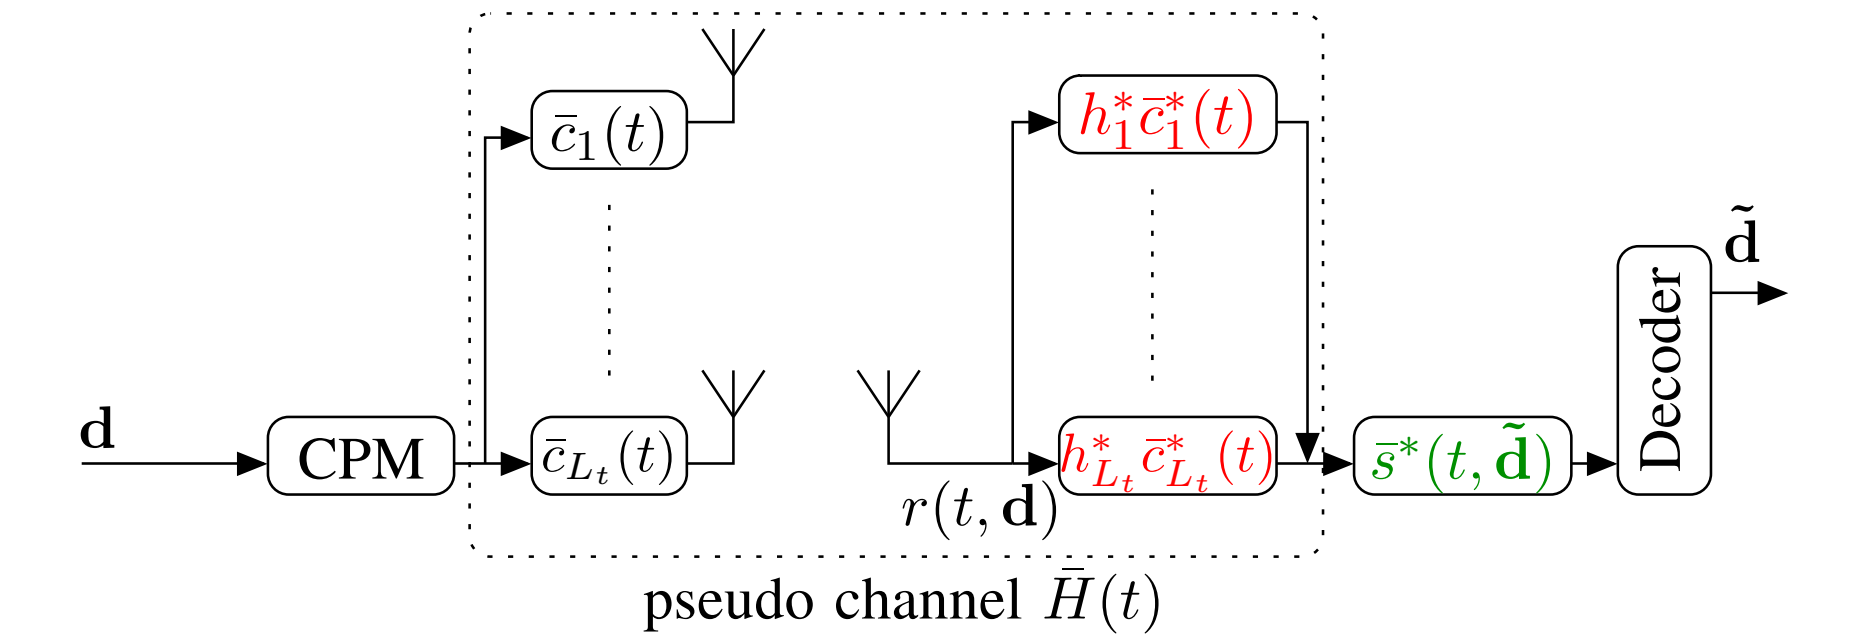 c̄₁(t)
h₁*c̄₁*(t)
d̃
Decoder
d
CPM
c̄_{L_t}(t)
h*_{L_t}c̄*_{L_t}(t)
s̄*(t, d̃)
r(t, d)
pseudo channel H̄(t)